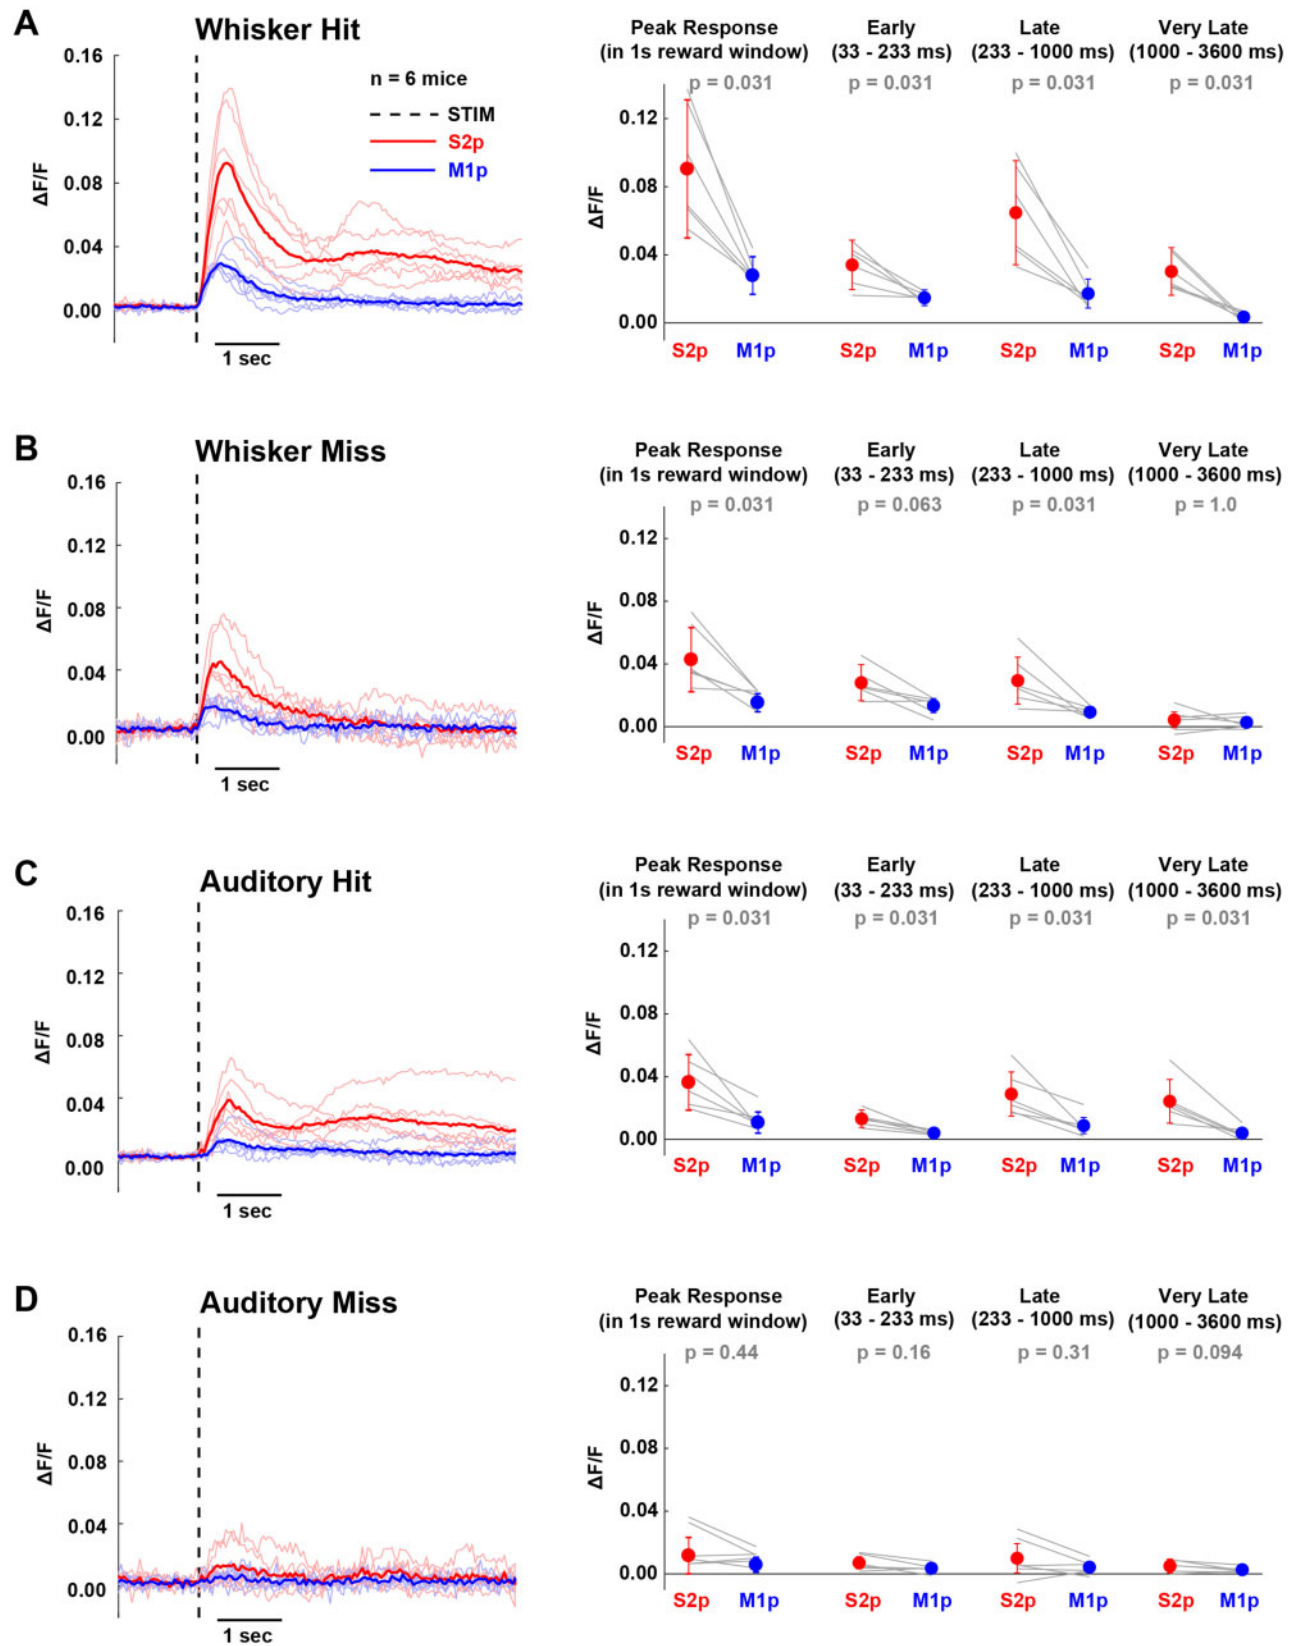 A
Whisker Hit
0.16
0.12
0.08
0.04
0.00
ΔF/F
n = 6 mice
STIM
S2p
M1p
1 sec
Peak Response
(in 1s reward window)
p = 0.031
Early
(33 - 233 ms)
p = 0.031
Late
(233 - 1000 ms)
p = 0.031
Very Late
(1000 - 3600 ms)
p = 0.031
0.12
0.08
0.04
0.00
ΔF/F
S2p M1p S2p M1p S2p M1p S2p M1p
B
Whisker Miss
0.16
0.12
0.08
0.04
0.00
ΔF/F
1 sec
Peak Response
(in 1s reward window)
p = 0.031
Early
(33 - 233 ms)
p = 0.063
Late
(233 - 1000 ms)
p = 0.031
Very Late
(1000 - 3600 ms)
p = 1.0
0.12
0.08
0.04
0.00
ΔF/F
S2p M1p S2p M1p S2p M1p S2p M1p
C
Auditory Hit
0.16
0.12
0.08
0.04
0.00
ΔF/F
1 sec
Peak Response
(in 1s reward window)
p = 0.031
Early
(33 - 233 ms)
p = 0.031
Late
(233 - 1000 ms)
p = 0.031
Very Late
(1000 - 3600 ms)
p = 0.031
0.12
0.08
0.04
0.00
ΔF/F
S2p M1p S2p M1p S2p M1p S2p M1p
D
Auditory Miss
0.16
0.12
0.08
0.04
0.00
ΔF/F
1 sec
Peak Response
(in 1s reward window)
p = 0.44
Early
(33 - 233 ms)
p = 0.16
Late
(233 - 1000 ms)
p = 0.31
Very Late
(1000 - 3600 ms)
p = 0.094
0.12
0.08
0.04
0.00
ΔF/F
S2p M1p S2p M1p S2p M1p S2p M1p